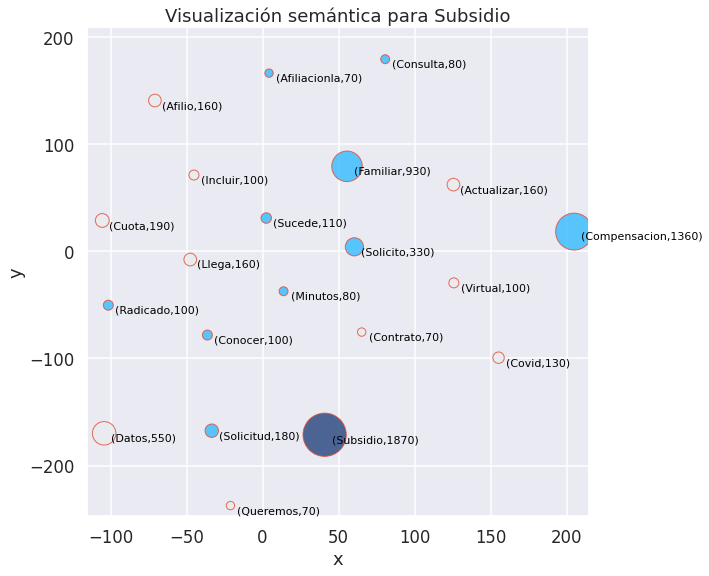 Visualización semántica para Subsidio
200
(Consulta,80)
(Afiliacionla,70)
(Afilio,160)
100
(Familiar,930)
(Incluir,100)
(Actualizar,160)
(Cuota,190)
(Sucede,110)
(Compensacion,1360)
0
(Solicito,330)
(Llega,160)
y
(Virtual,100)
(Minutos,80)
(Radicado,100)
(Contrato,70)
(Conocer,100)
−100
(Covid,130)
(Datos,550)
(Solicitud,180)
(Subsidio,1870)
−200
(Queremos,70)
−100 −50 0 50 100 150 200
x